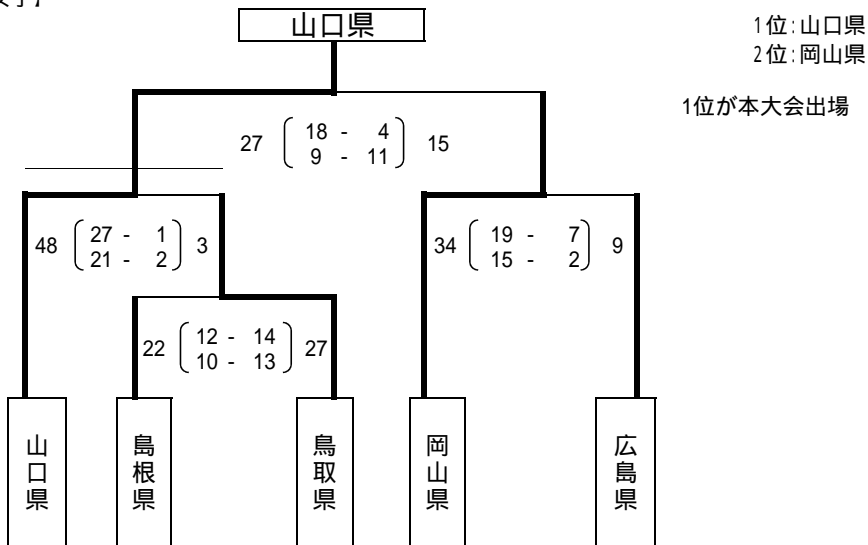 山口県
1位:山口県
2位:岡山県
1位が本大会出場
27 18 - 4 15
9 - 11
48 27 - 1 3
21 - 2
34 19 - 7 9
15 - 2
22 12 - 14 27
10 - 13
山口県
島根県
鳥取県
岡山県
広島県